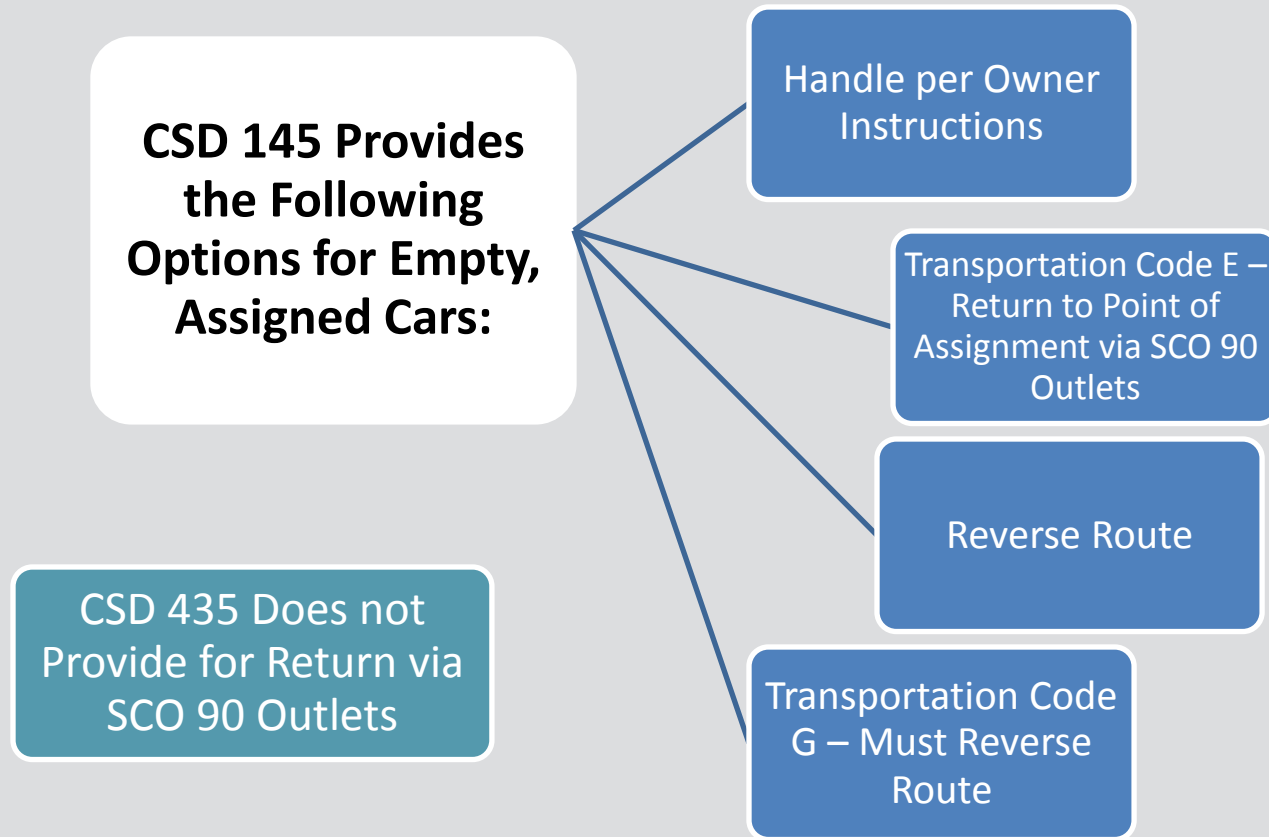 CSD 145 Provides
the Following
Options for Empty,
Assigned Cars:
Handle per Owner
Instructions
Transportation Code E –
Return to Point of
Assignment via SCO 90
Outlets
Reverse Route
Transportation Code
G – Must Reverse
Route
CSD 435 Does not
Provide for Return via
SCO 90 Outlets